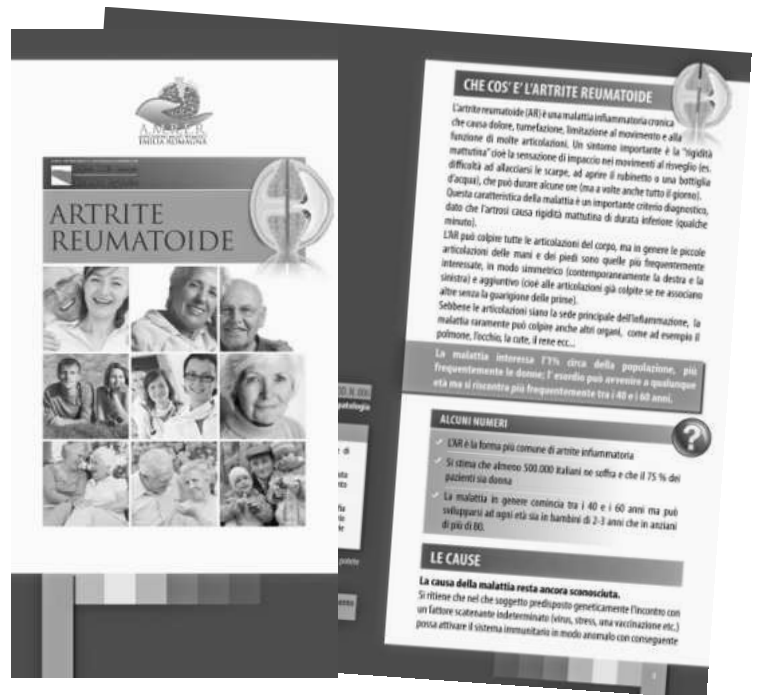 A.M.R.E.R.
EMILIA ROMAGNA
ARTRITE
REUMATOIDE
CHE COS' E' L'ARTRITE REUMATOIDE
L'artrite reumatoide (AR) è una malattia infiammatoria cronica
che causa dolore, tumefazione, limitazione al movimento e alla
funzione di molte articolazioni. Un sintomo importante è la "rigidità
mattutina" cioè la sensazione di impaccio nei movimenti al risveglio (es.
difficoltà ad allacciarsi le scarpe, ad aprire il rubinetto o una bottiglia
d'acqua), che può durare alcune ore (ma a volte anche tutto il giorno).
Questa caratteristica della malattia è un importante criterio diagnostico,
dato che l'artrosi causa rigidità mattutina di durata inferiore (qualche
minuto).
L'AR può colpire tutte le articolazioni del corpo, ma in genere le piccole
articolazioni delle mani e dei piedi sono quelle più frequentemente
interessate, in modo simmetrico (contemporaneamente la destra e la
sinistra) e aggiuntivo (cioè alle articolazioni già colpite se ne associano
altre senza la guarigione delle prime).
Sebbene le articolazioni siano la sede principale dell'infiammazione, la
malattia raramente può colpire anche altri organi, come ad esempio il
polmone, l'occhio, la cute, il rene ecc...
La malattia interessa l'1% circa della popolazione, più
frequentemente le donne; l'esordio può avvenire a qualunque
età ma si riscontra più frequentemente tra i 40 e i 60 anni.
ALCUNI NUMERI
?
L'AR è la forma più comune di artrite infiammatoria
Si stima che almeno 500.000 italiani ne soffra e che il 75 % dei
pazienti sia donna
La malattia in genere comincia tra i 40 e i 60 anni ma può
svilupparsi ad ogni età sia in bambini di 2-3 anni che in anziani
di più di 80.
LE CAUSE
La causa della malattia resta ancora sconosciuta.
Si ritiene che nel che soggetto predisposto geneticamente l'incontro con
un fattore scatenante indeterminato (virus, stress, una vaccinazione etc.)
possa attivare il sistema immunitario in modo anomalo con conseguente